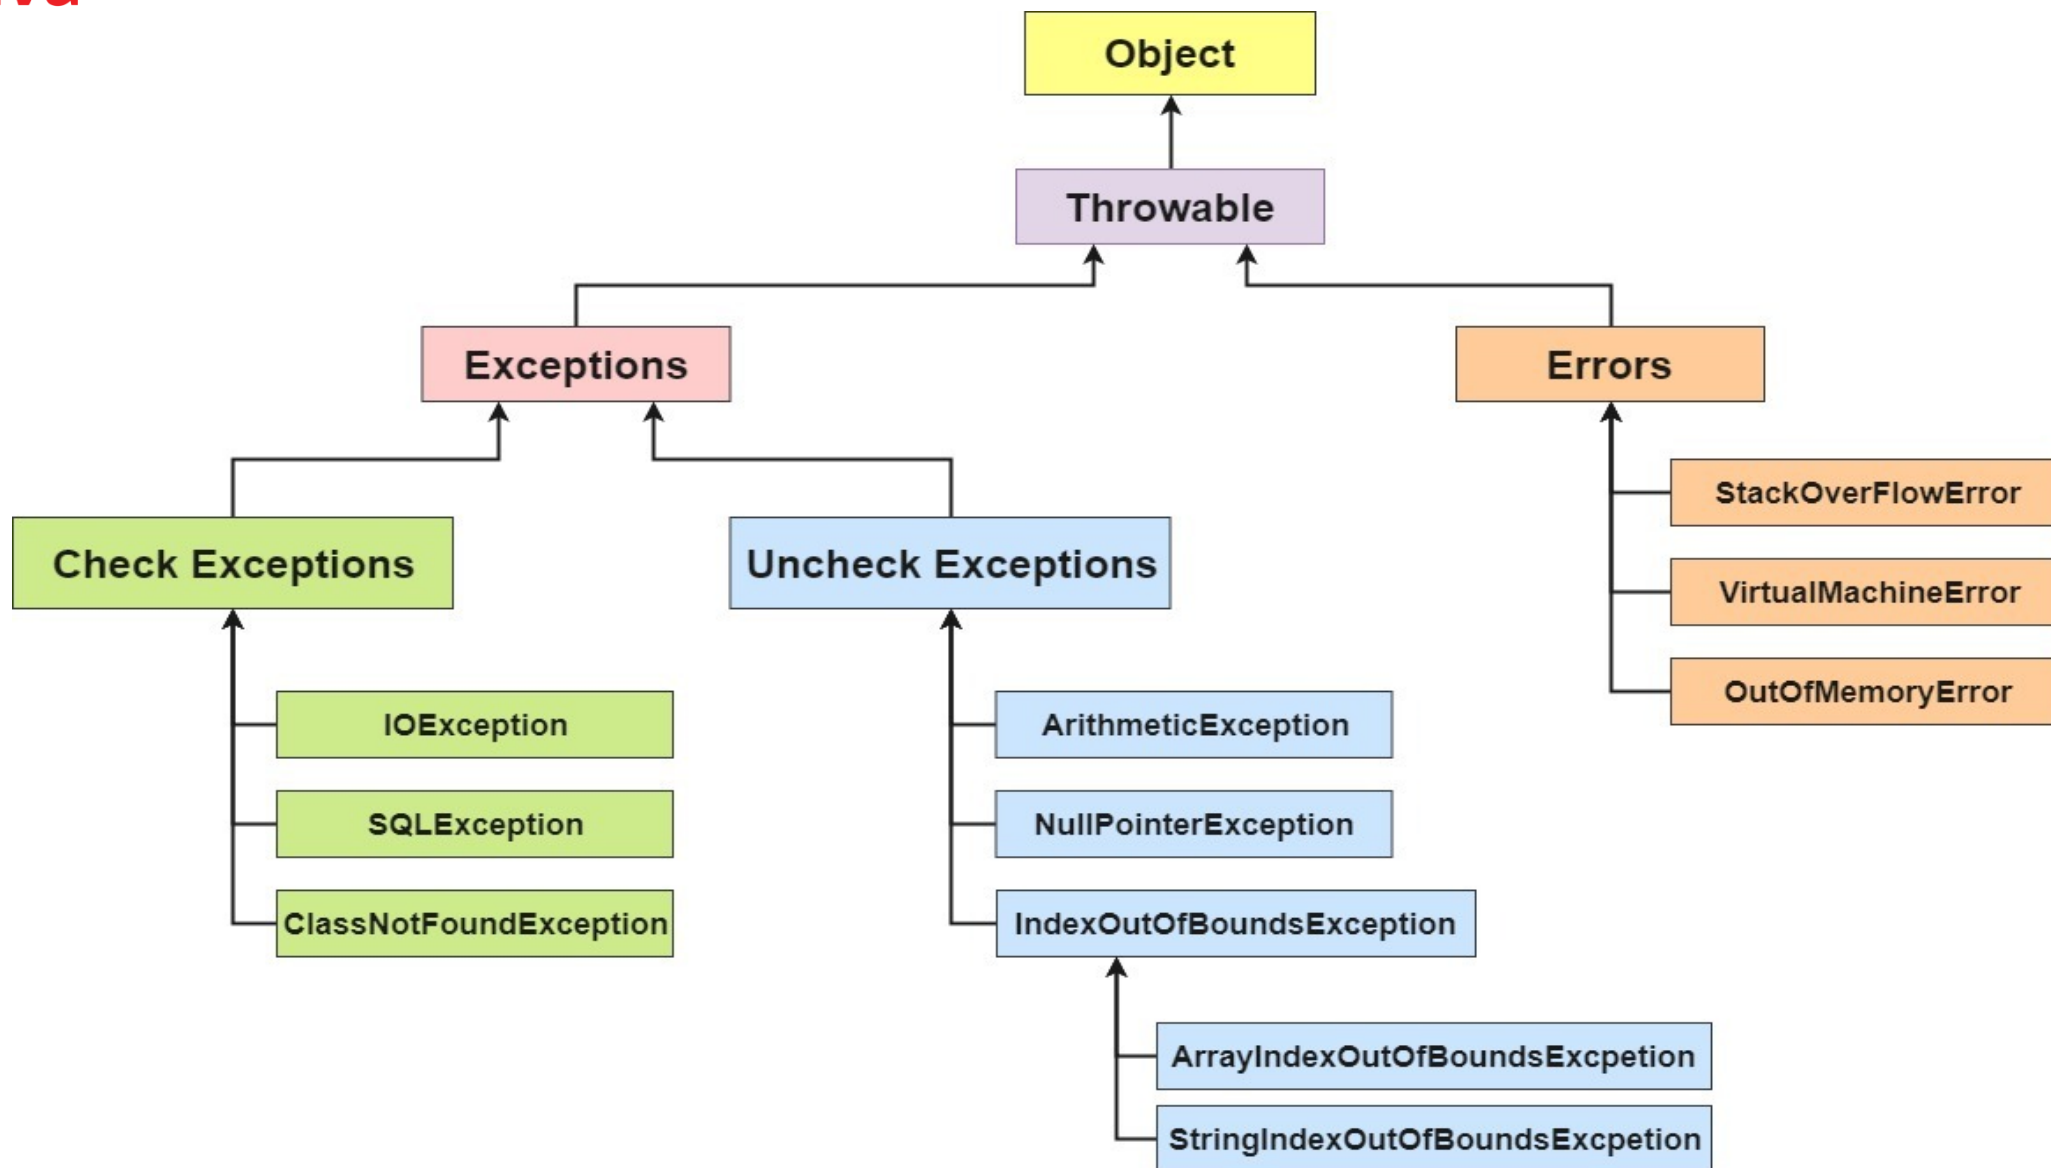 Object
Throwable
Exceptions
Errors
StackOverFlowError
VirtualMachineError
OutOfMemoryError
Check Exceptions
Uncheck Exceptions
IOException
SQLException
ClassNotFoundException
ArithmeticException
NullPointerException
IndexOutOfBoundsException
ArrayIndexOutOfBoundsExcpetion
StringIndexOutOfBoundsExcpetion